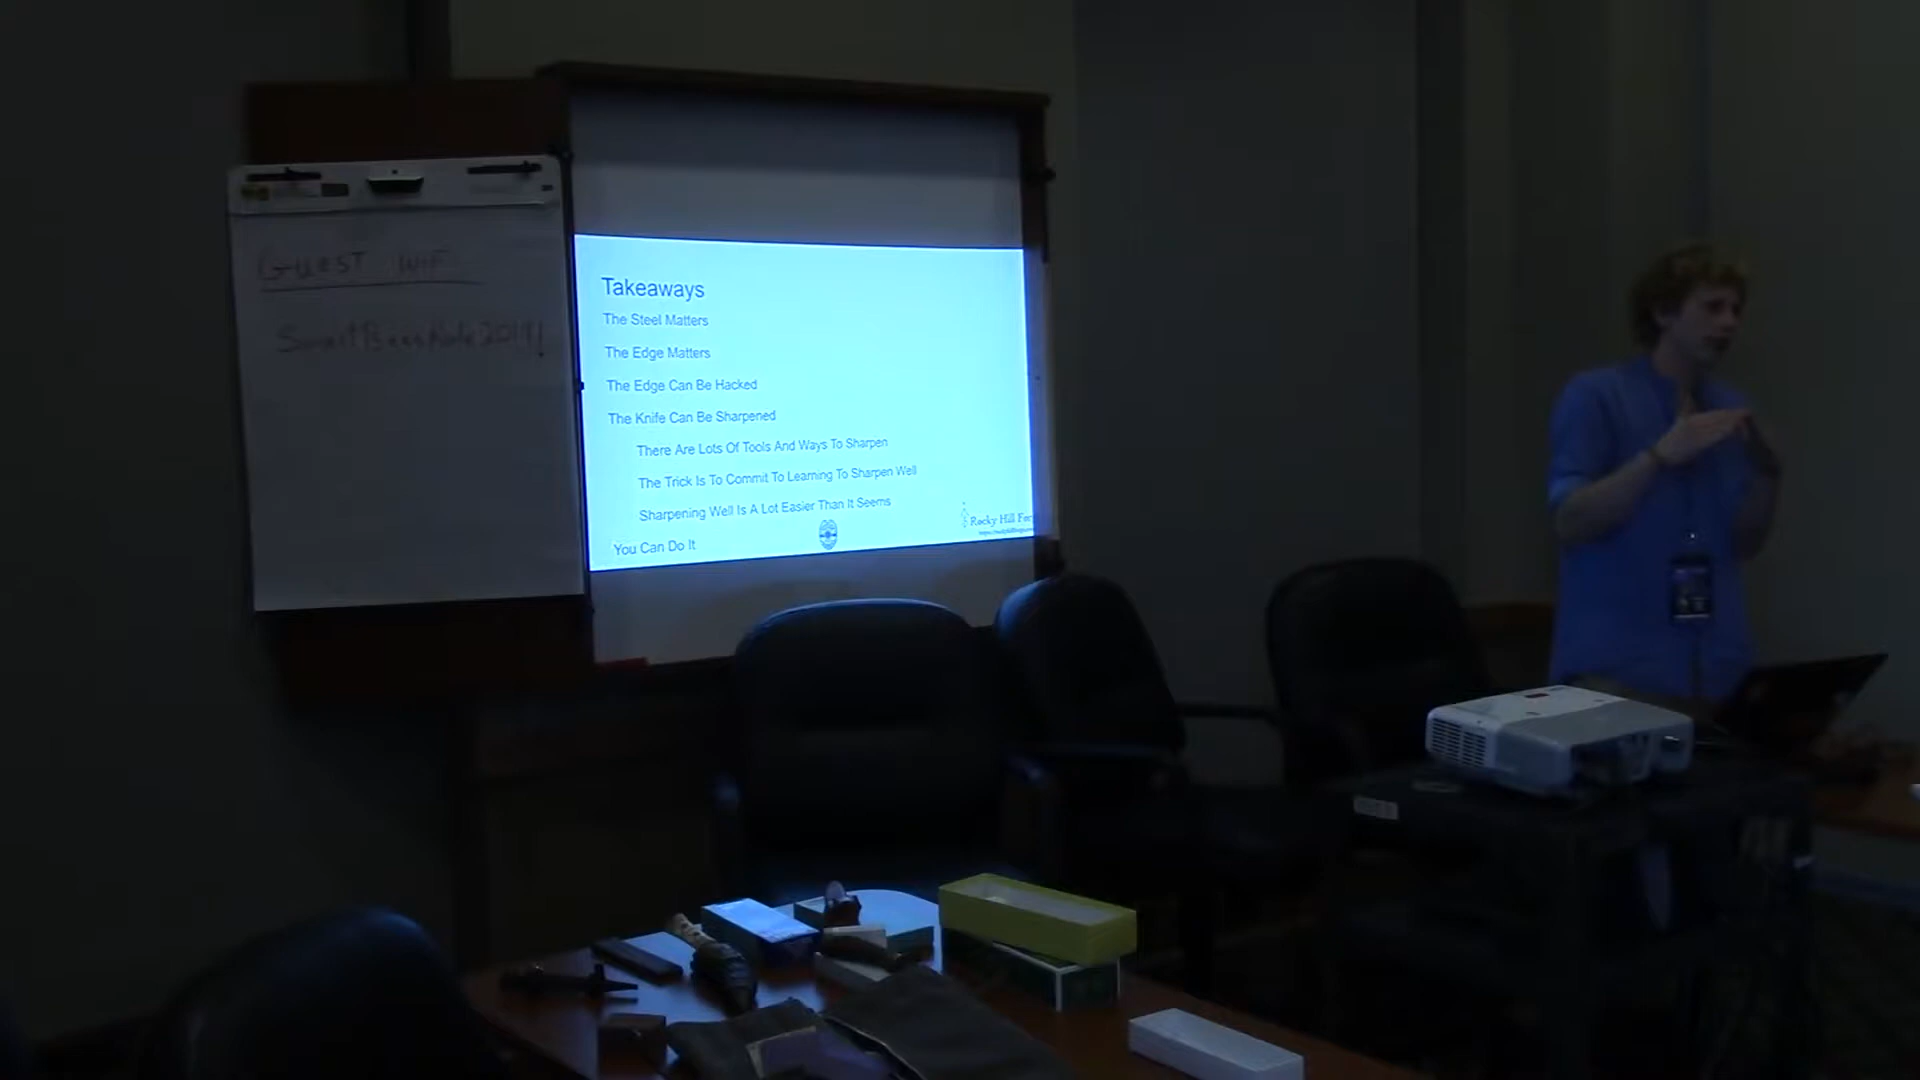 GUEST WIFI
Takeaways
The Steel Matters
The Edge Matters
The Edge Can Be Hacked
The Knife Can Be Sharpened
There Are Lots Of Tools And Ways To Sharpen
The Trick Is To Commit To Learning To Sharpen Well
Sharpening Well Is A Lot Easier Than It Seems
You Can Do It
Rocky Hill For